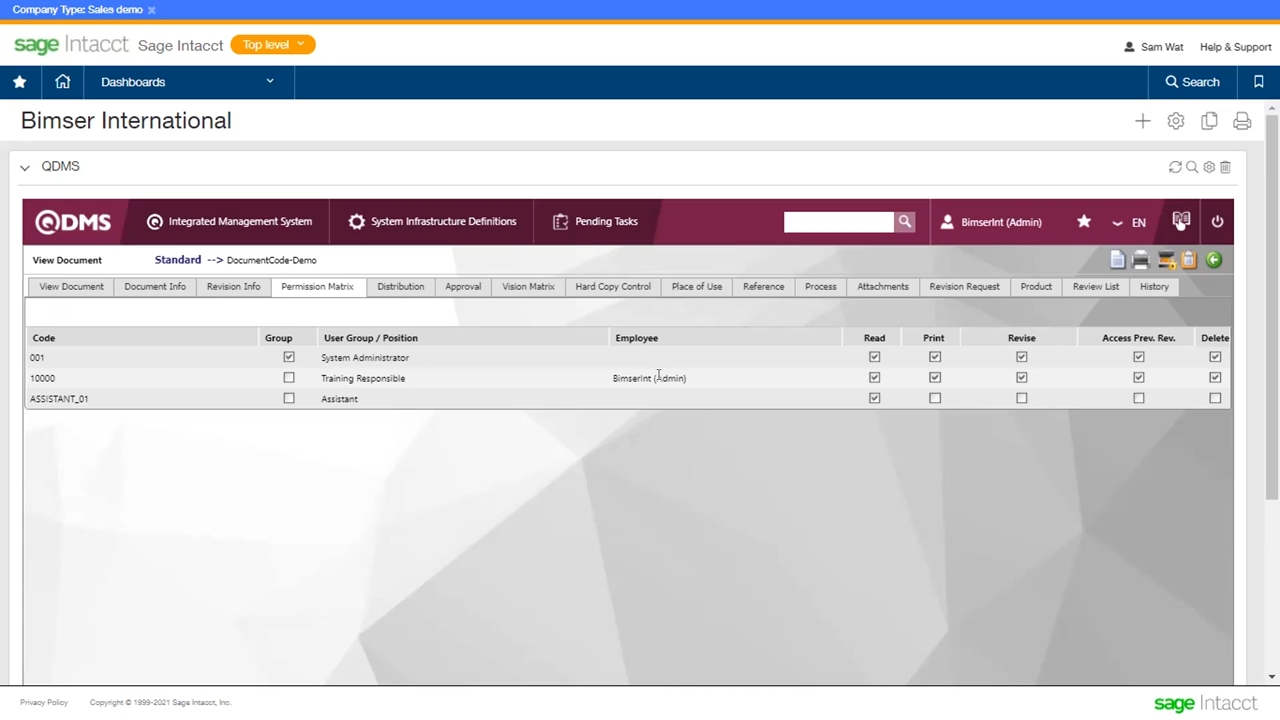 Company Type: Sales demo ×
sage Intacct Sage Intacct Top level Sam Wat Help & Support
Dashboards Search
Bimser International
QDMS
QDMS Integrated Management System System Infrastructure Definitions Pending Tasks BimserInt (Admin) EN
View Document Standard --> DocumentCode-Demo
View Document Document Info Revision Info Permission Matrix Distribution Approval Vision Matrix Hard Copy Control Place of Use Reference Process Attachments Revision Request Product Review List History
Code Group User Group / Position Employee Read Print Revise Access Prev. Rev. Delete
001 System Administrator
10000 Training Responsible BimserInt (Admin)
ASSISTANT_01 Assistant
Privacy Policy Copyright © 1999-2021 Sage Intacct, Inc. sage Intacct